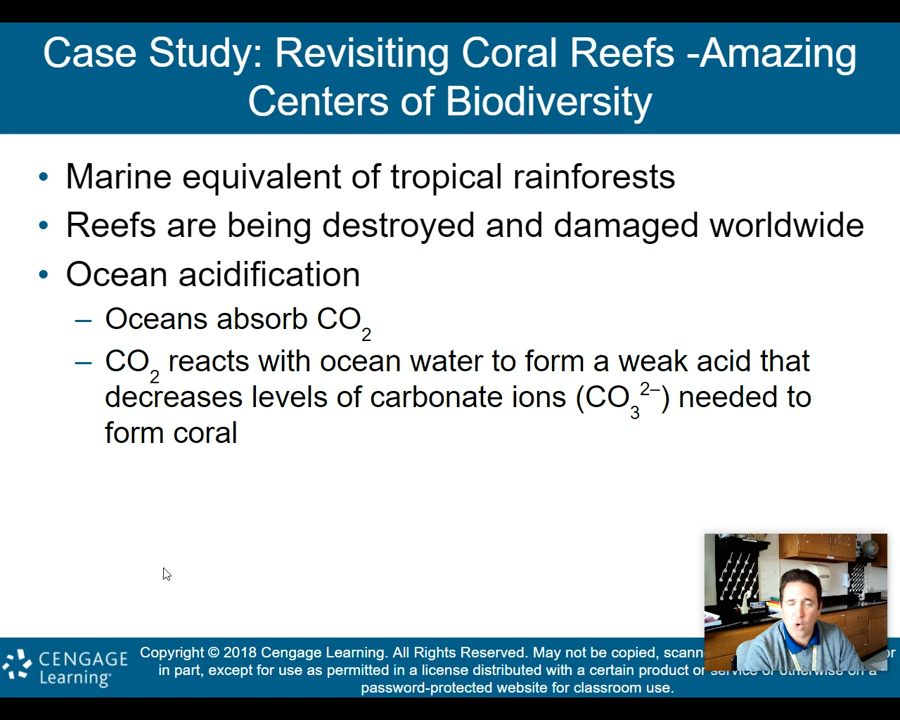 Case Study: Revisiting Coral Reefs -Amazing
Centers of Biodiversity
• Marine equivalent of tropical rainforests
• Reefs are being destroyed and damaged worldwide
• Ocean acidification
– Oceans absorb CO₂
– CO₂ reacts with ocean water to form a weak acid that
decreases levels of carbonate ions (CO₃²⁻) needed to
form coral
CENGAGE
Learning®
Copyright © 2018 Cengage Learning. All Rights Reserved. May not be copied, or
in part, except for use as permitted in a license distributed with a certain product or service or otherwise on a
password-protected website for classroom use.